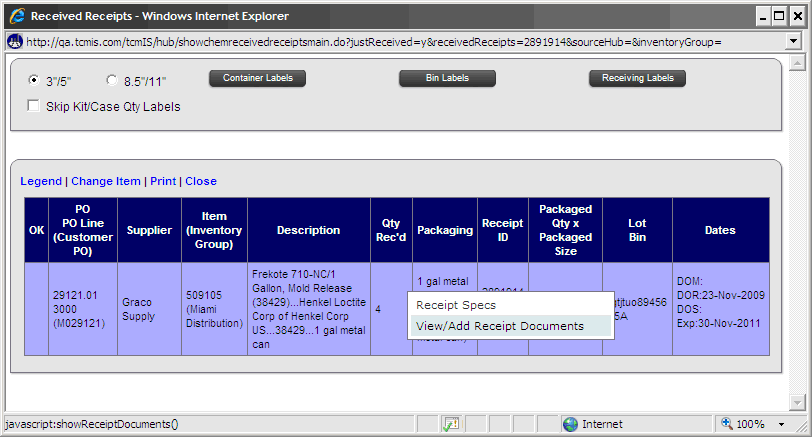 Received Receipts - Windows Internet Explorer
http://qa.tcmis.com/tcmIS/hub/showchemreceivedreceiptsmain.do?justReceived=y&receivedReceipts=2891914&sourceHub=&inventoryGroup=
3"/5"
8.5"/11"
Container Labels
Bin Labels
Receiving Labels
Skip Kit/Case Qty Labels
Legend | Change Item | Print | Close
OK
PO
PO Line
(Customer
PO)
Supplier
Item
(Inventory
Group)
Description
Qty
Rec'd
Packaging
Receipt
ID
Packaged
Qty x
Packaged
Size
Lot
Bin
Dates
29121.01
3000
(M029121)
Graco
Supply
509105
(Miami
Distribution)
Frekote 710-NC/1
Gallon, Mold Release
(38429)...Henkel Loctite
Corp of Henkel Corp
US...38429...1 gal metal
can
4
1 gal metal
DOM:
DOR:23-Nov-2009
DOS:
Exp:30-Nov-2011
Receipt Specs
View/Add Receipt Documents
javascript:showReceiptDocuments()
Internet
100%